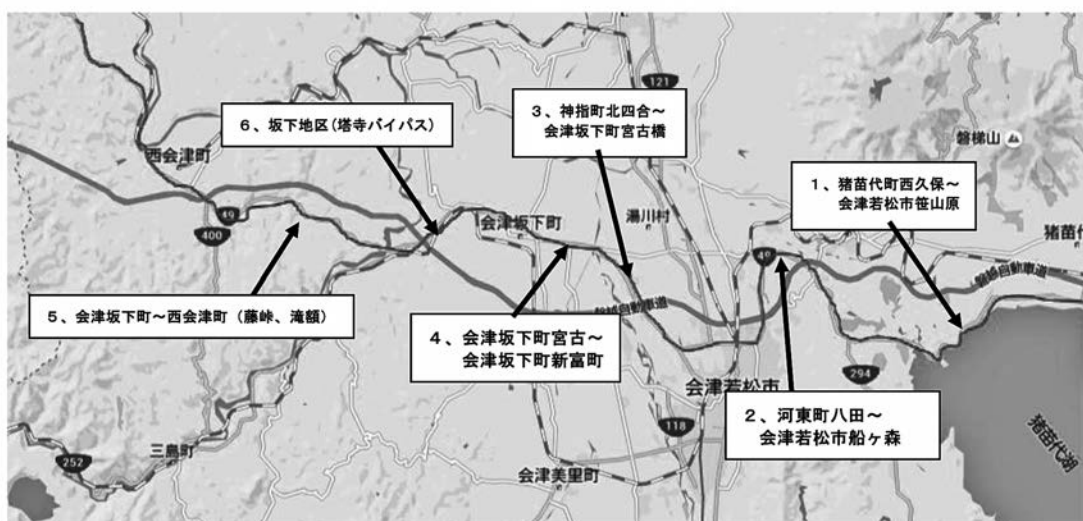 121
3、神指町北四合～
会津坂下町宮古橋
6、坂下地区(塔寺バイパス)
磐梯山
西会津町
1、猪苗代町西久保～
会津若松市笹山原
湯川村
会津坂下町
49
400
49
猪苗代
磐越自動車道
磐越自動車道
5、会津坂下町～西会津町（藤峠、滝額）
4、会津坂下町宮古～
会津坂下町新富町
294
会津若松市
2、河東町八田～
会津若松市船ヶ森
118
三島町
252
会津美里町
猪苗代湖